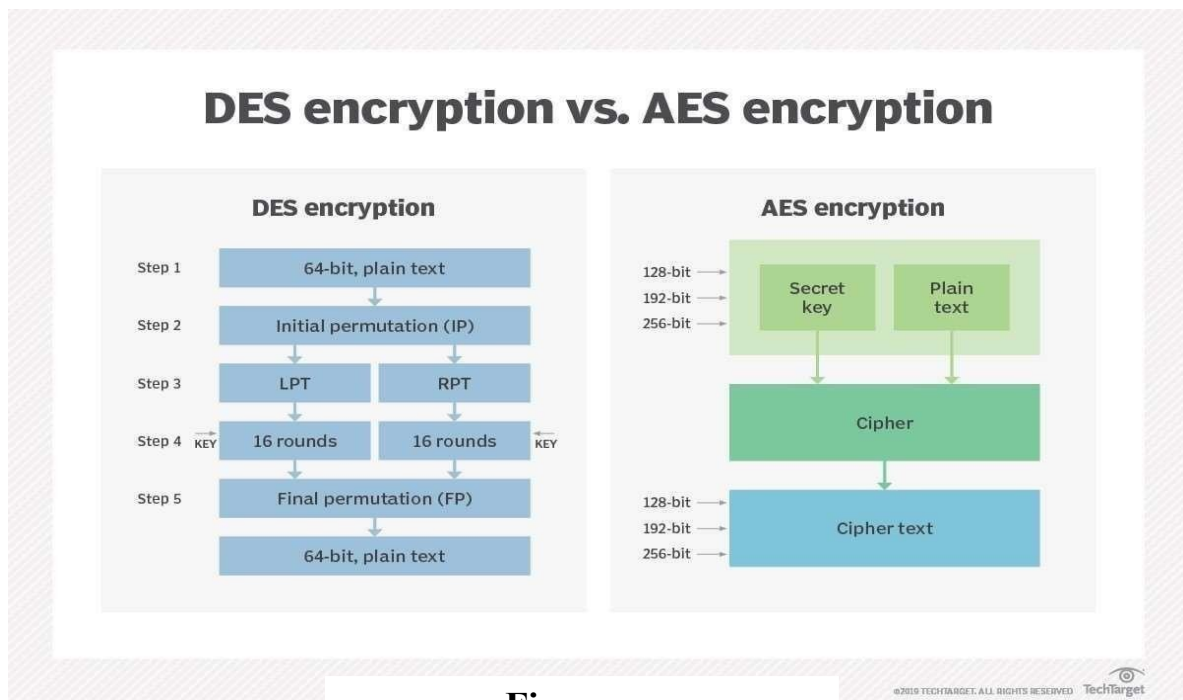 DES encryption vs. AES encryption
DES encryption
Step 1
64-bit, plain text
Step 2
Initial permutation (IP)
Step 3
LPT
RPT
Step 4
KEY
16 rounds
16 rounds
KEY
Step 5
Final permutation (FP)
64-bit, plain text
AES encryption
128-bit
192-bit
256-bit
Secret
key
Plain
text
Cipher
128-bit
192-bit
256-bit
Cipher text
©2019 TECHTARGET. ALL RIGHTS RESERVED
TechTarget